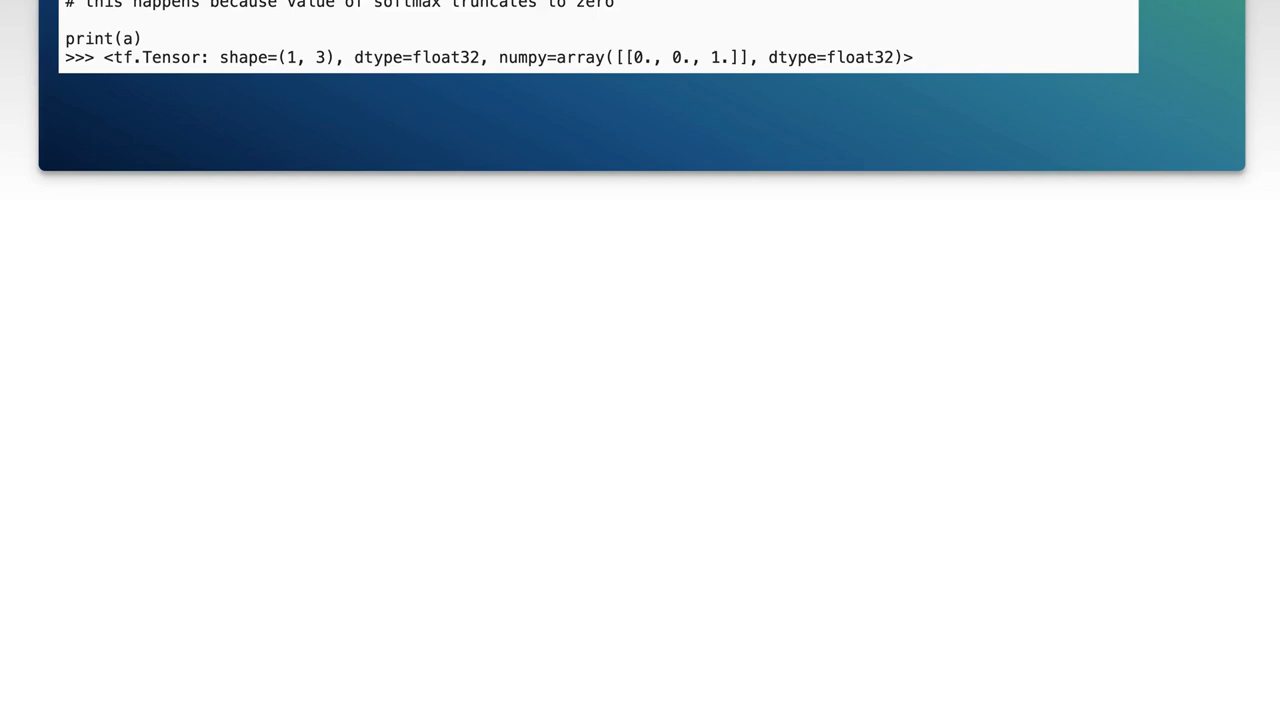 # this happens because value of softmax truncates to zero
print(a)
>>> <tf.Tensor: shape=(1, 3), dtype=float32, numpy=array([[0., 0., 1.]], dtype=float32)>